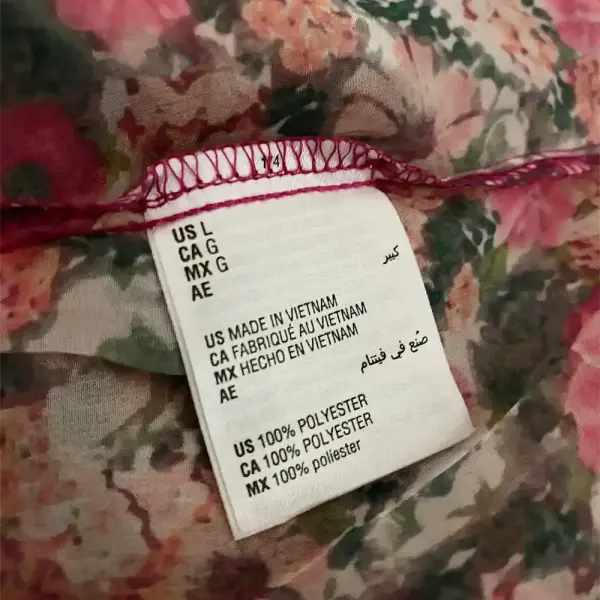 14
US L
CA G
MX G
AE كبير
US MADE IN VIETNAM
CA FABRIQUÉ AU VIETNAM
MX HECHO EN VIETNAM
AE صُنع في فيتنام
US 100% POLYESTER
CA 100% POLYESTER
MX 100% poliester